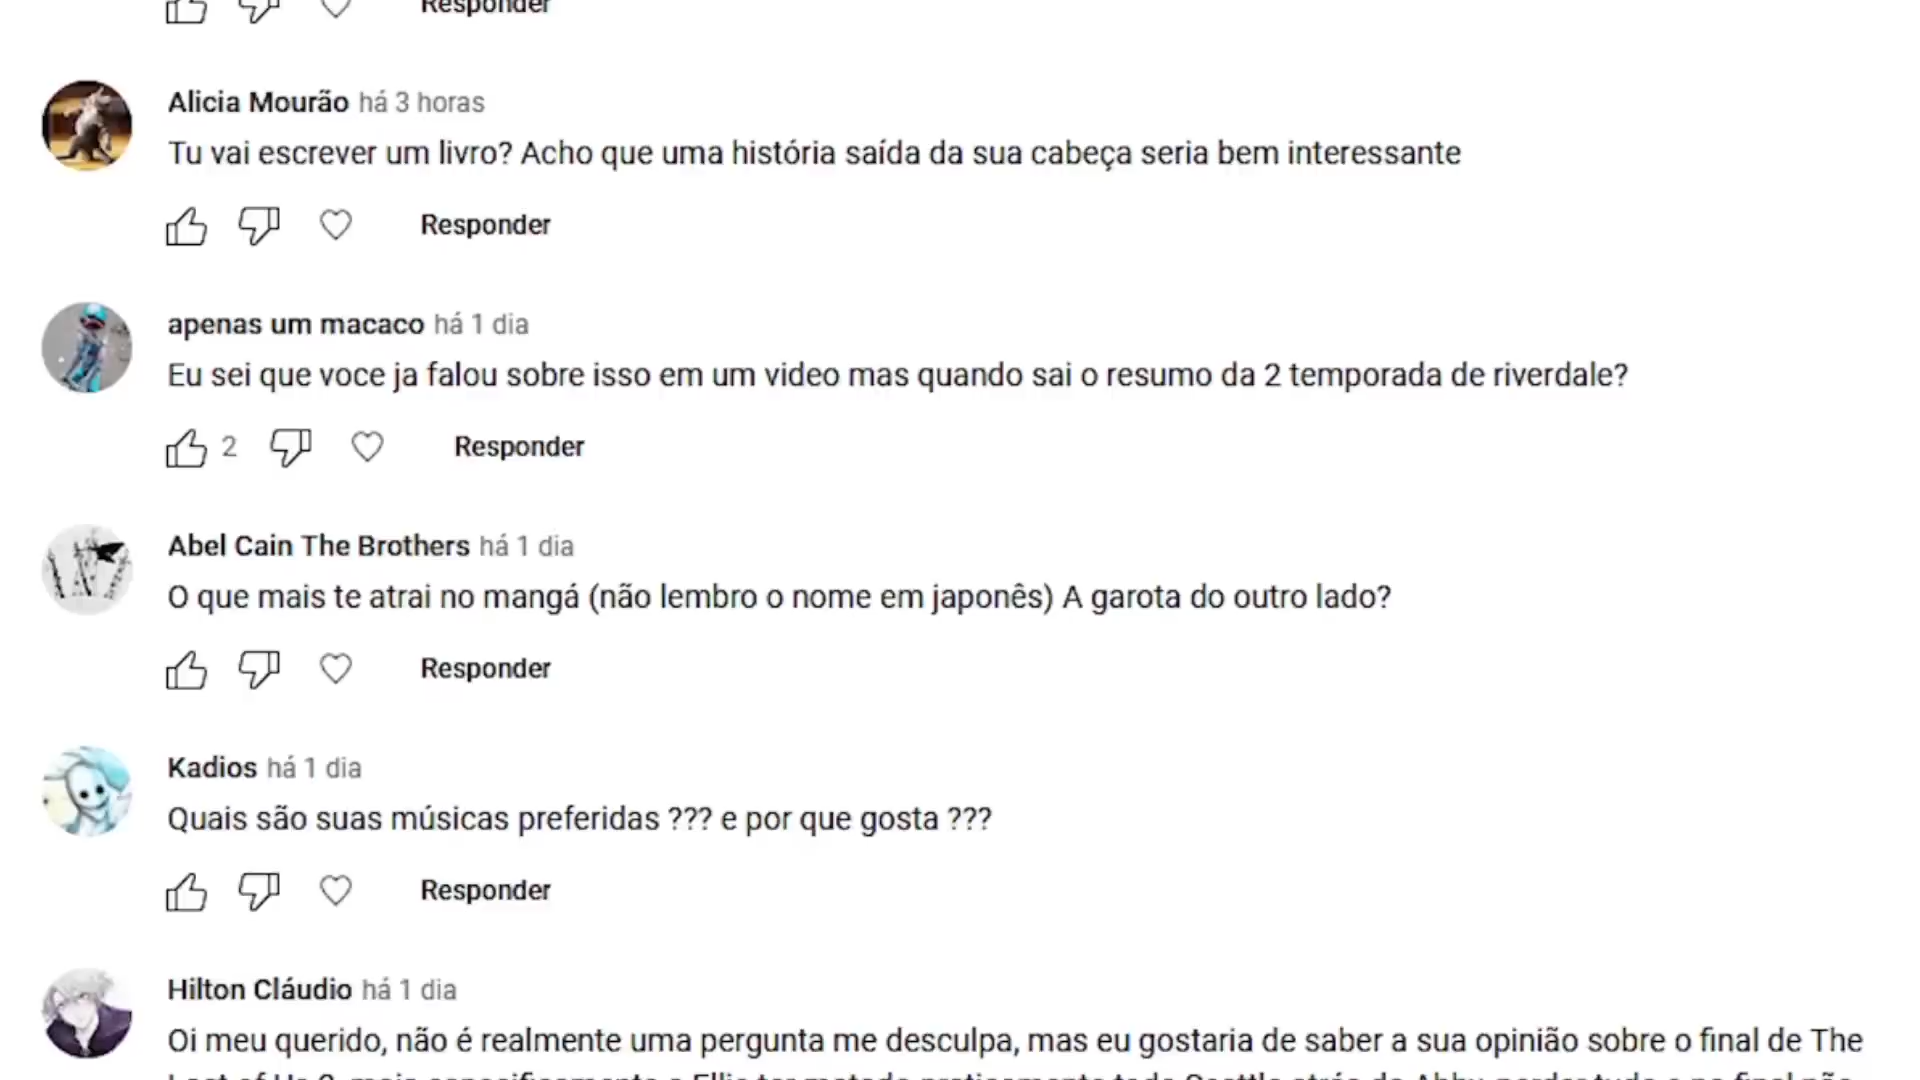 Responder
Alicia Mourão há 3 horas
Tu vai escrever um livro? Acho que uma história saída da sua cabeça seria bem interessante
Responder
apenas um macaco há 1 dia
Eu sei que voce ja falou sobre isso em um video mas quando sai o resumo da 2 temporada de riverdale?
2 Responder
Abel Cain The Brothers há 1 dia
O que mais te atrai no mangá (não lembro o nome em japonês) A garota do outro lado?
Responder
Kadios há 1 dia
Quais são suas músicas preferidas ??? e por que gosta ???
Responder
Hilton Cláudio há 1 dia
Oi meu querido, não é realmente uma pergunta me desculpa, mas eu gostaria de saber a sua opinião sobre o final de The